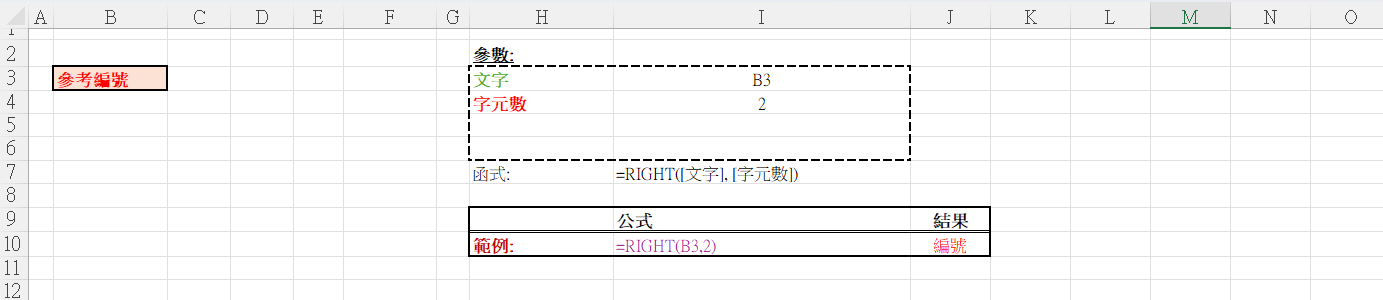 A B C D E F G H I J K L M N O
1
2 參數:
3 參考編號 文字 B3
4 字元數 2
5
6
7 函式: =RIGHT([文字], [字元數])
8
9 公式 結果
10 範例: =RIGHT(B3,2) 編號
11
12